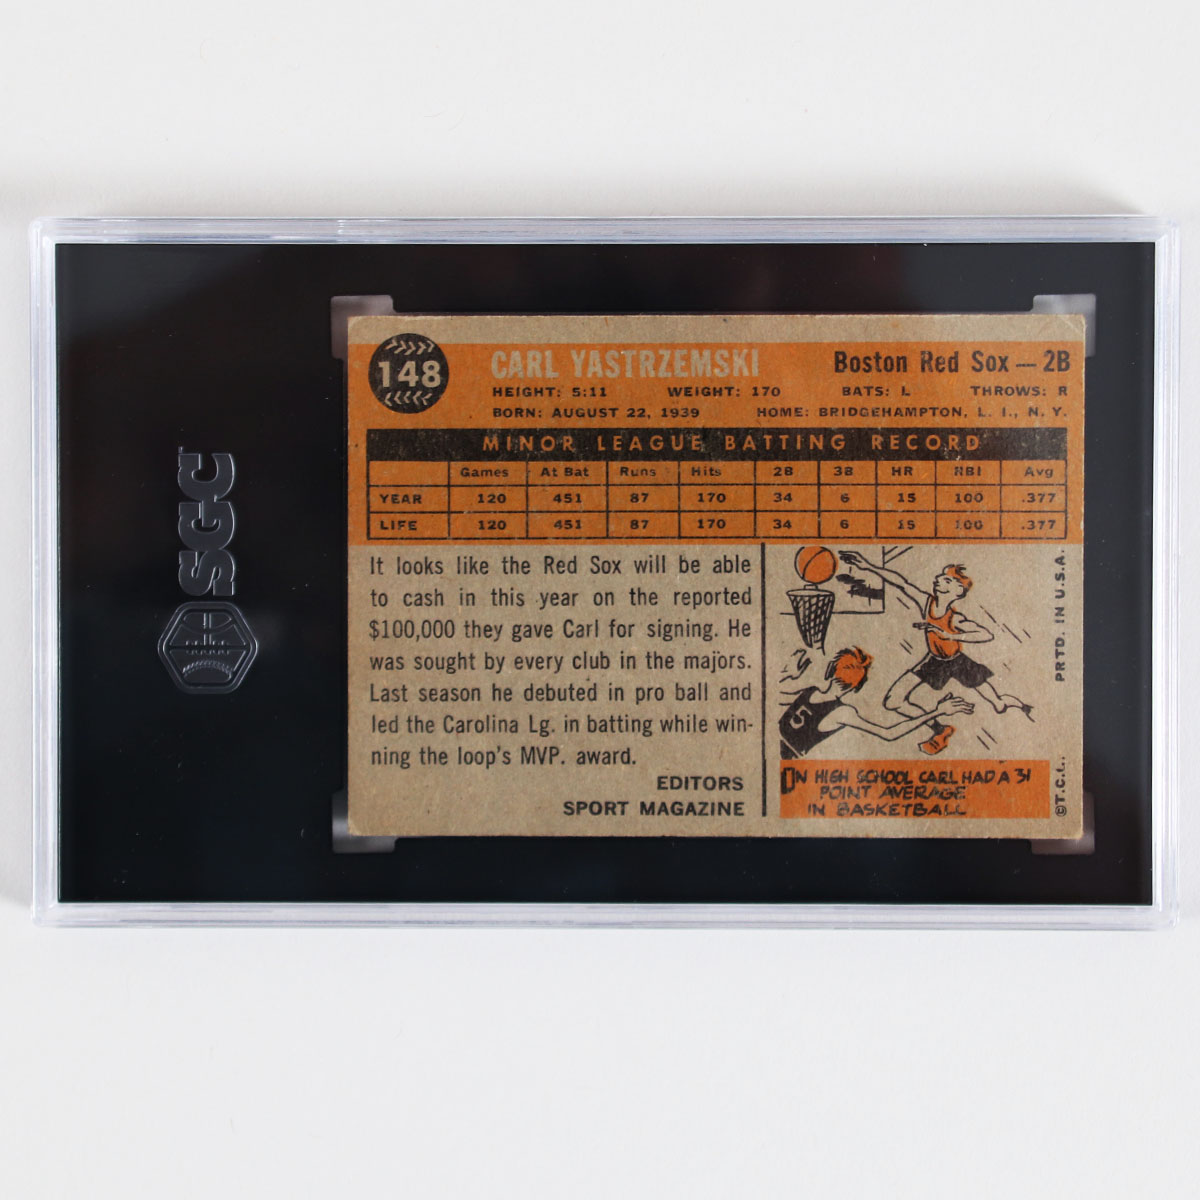 SGC
148
CARL YASTRZEMSKI
Boston Red Sox — 2B
HEIGHT: 5:11 WEIGHT: 170 BATS: L THROWS: R
BORN: AUGUST 22, 1939 HOME: BRIDGEHAMPTON, L. I., N. Y.
MINOR LEAGUE BATTING RECORD
Games At Bat Runs Hits 2B 3B HR RBI Avg
YEAR 120 451 87 170 34 6 15 100 .377
LIFE 120 451 87 170 34 6 15 100 .377
It looks like the Red Sox will be able
to cash in this year on the reported
$100,000 they gave Carl for signing. He
was sought by every club in the majors.
Last season he debuted in pro ball and
led the Carolina Lg. in batting while win-
ning the loop's MVP. award.
EDITORS
SPORT MAGAZINE
5
IN HIGH SCHOOL CARL HAD A 31
POINT AVERAGE
IN BASKETBALL
©T.C.L. PRTD. IN U.S.A.